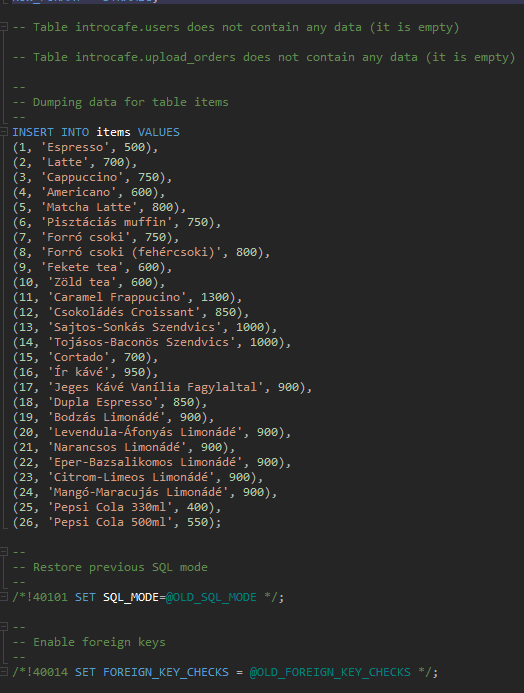 -- Table introcafe.users does not contain any data (it is empty)
-- Table introcafe.upload_orders does not contain any data (it is empty)
--
-- Dumping data for table items
--
INSERT INTO items VALUES
(1, 'Espresso', 500),
(2, 'Latte', 700),
(3, 'Cappuccino', 750),
(4, 'Americano', 600),
(5, 'Matcha Latte', 800),
(6, 'Pisztáciás muffin', 750),
(7, 'Forró csoki', 750),
(8, 'Forró csoki (fehércsoki)', 800),
(9, 'Fekete tea', 600),
(10, 'Zöld tea', 600),
(11, 'Caramel Frappucino', 1300),
(12, 'Csokoládés Croissant', 850),
(13, 'Sajtos-Sonkás Szendvics', 1000),
(14, 'Tojásos-Baconös Szendvics', 1000),
(15, 'Cortado', 700),
(16, 'Ír kávé', 950),
(17, 'Jeges Kávé Vanília Fagylaltal', 900),
(18, 'Dupla Espresso', 850),
(19, 'Bodzás Limonádé', 900),
(20, 'Levendula-Áfonyás Limonádé', 900),
(21, 'Narancsos Limonádé', 900),
(22, 'Eper-Bazsalikomos Limonádé', 900),
(23, 'Citrom-Limeos Limonádé', 900),
(24, 'Mangó-Maracujás Limonádé', 900),
(25, 'Pepsi Cola 330ml', 400),
(26, 'Pepsi Cola 500ml', 550);
--
-- Restore previous SQL mode
--
/*!40101 SET SQL_MODE=@OLD_SQL_MODE */;
--
-- Enable foreign keys
--
/*!40014 SET FOREIGN_KEY_CHECKS = @OLD_FOREIGN_KEY_CHECKS */;